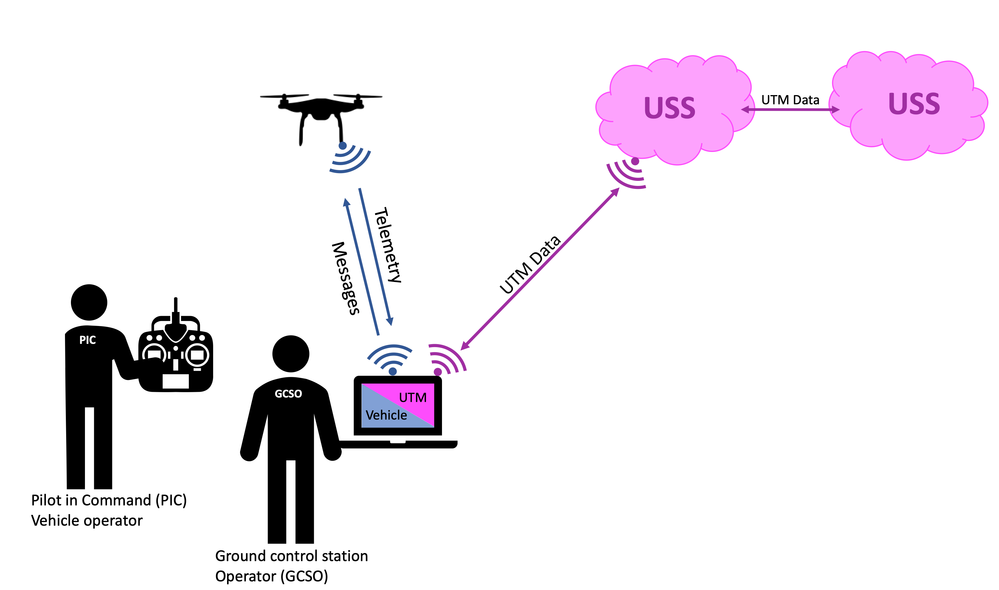 USS
UTM Data
USS
Telemetry
Messages
UTM Data
PIC
GCSO
UTM
Vehicle
Pilot in Command (PIC)
Vehicle operator
Ground control station
Operator (GCSO)